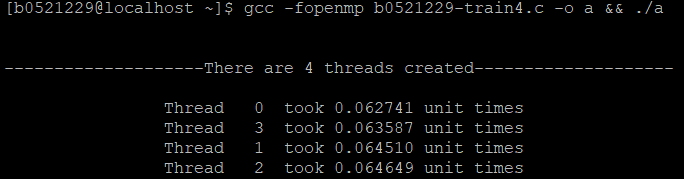 [b0521229@localhost ~]$ gcc -fopenmp b0521229-train4.c -o a && ./a
--------------------There are 4 threads created--------------------
Thread 0 took 0.062741 unit times
Thread 3 took 0.063587 unit times
Thread 1 took 0.064510 unit times
Thread 2 took 0.064649 unit times